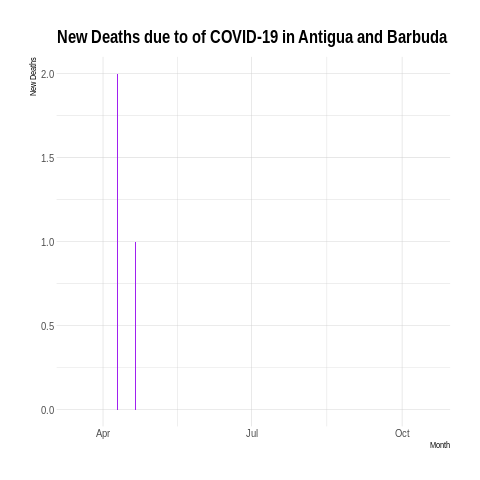 New Deaths due to of COVID-19 in Antigua and Barbuda
New Deaths
2.0
1.5
1.0
0.5
0.0
Apr Jul Oct
Month